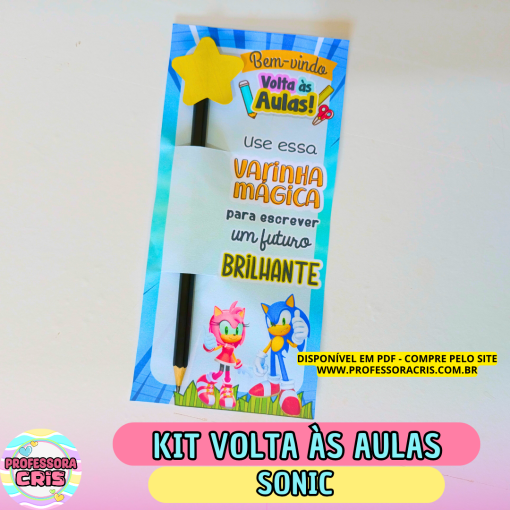 Bem-vindo
Volta às
Aulas!
Use essa
VARINHA
MÁGICA
para escrever
um futuro
BRILHANTE
DISPONÍVEL EM PDF - COMPRE PELO SITE
WWW.PROFESSORACRIS.COM.BR
KIT VOLTA ÀS AULAS
SONIC
PROFESSORA
CRiS